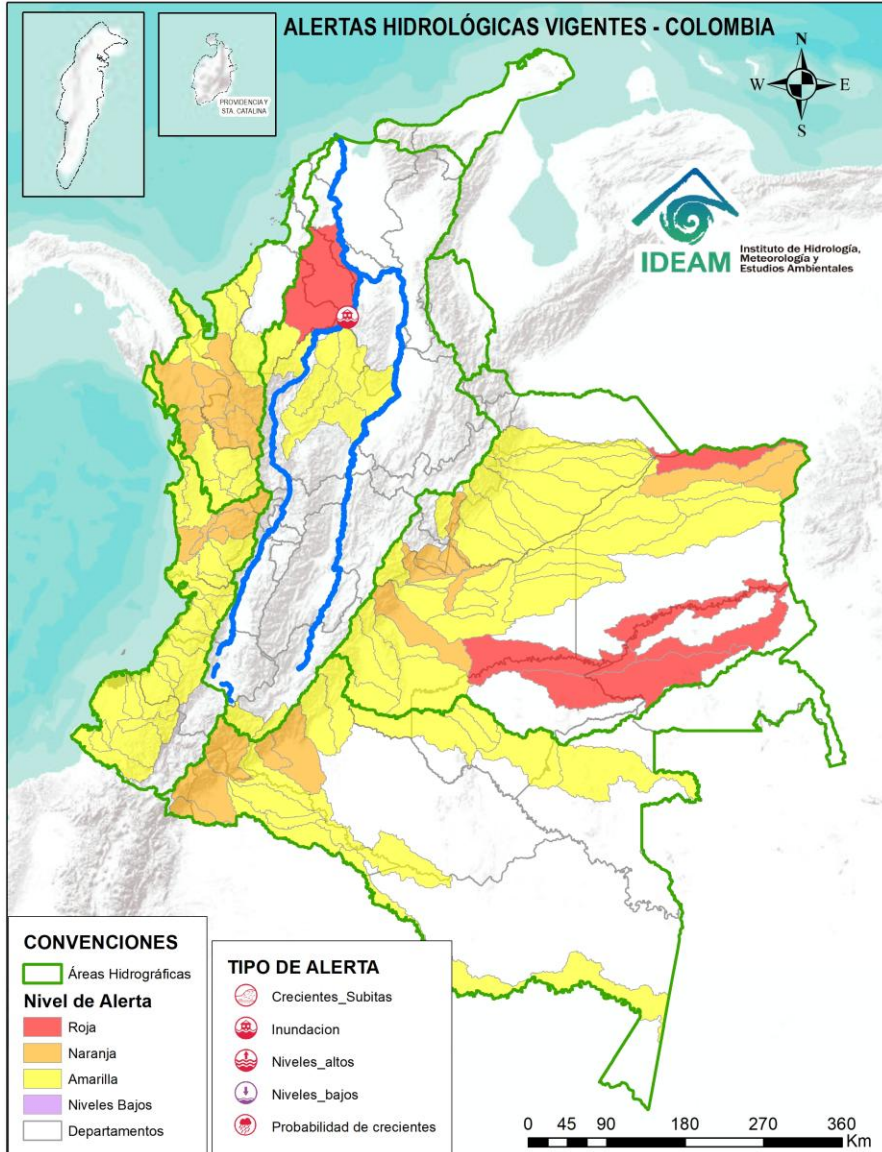 ALERTAS HIDROLÓGICAS VIGENTES - COLOMBIA
PROVIDENCIA Y
STA. CATALINA
N
W
E
S
IDEAM
Instituto de Hidrología,
Meteorología y
Estudios Ambientales
CONVENCIONES
Áreas Hidrográficas
Nivel de Alerta
Roja
Naranja
Amarilla
Niveles Bajos
Departamentos
TIPO DE ALERTA
Crecientes_Subitas
Inundacion
Niveles_altos
Niveles_bajos
Probabilidad de crecientes
0 45 90 180 270 360
Km